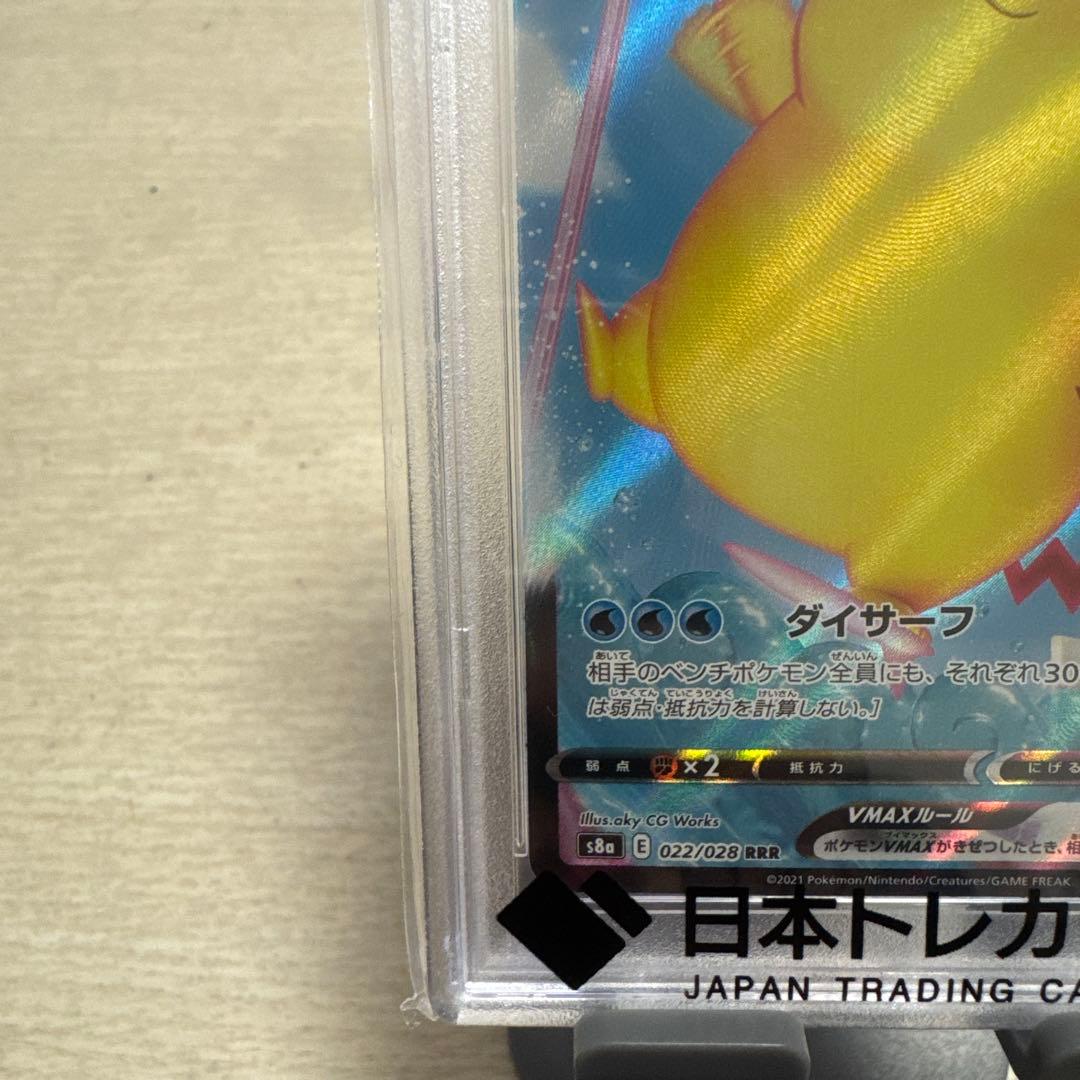 ダイサーフ
相手のベンチポケモン全員にも、それぞれ30
は弱点・抵抗力を計算しない。]
弱点 ×2 抵抗力 にげる
Illus.aky CG Works
VMAXルール
s8a E 022/028 RRR
ポケモンVMAXがきぜつしたとき、相
©2021 Pokémon/Nintendo/Creatures/GAME FREAK
日本トレカ
JAPAN TRADING CA